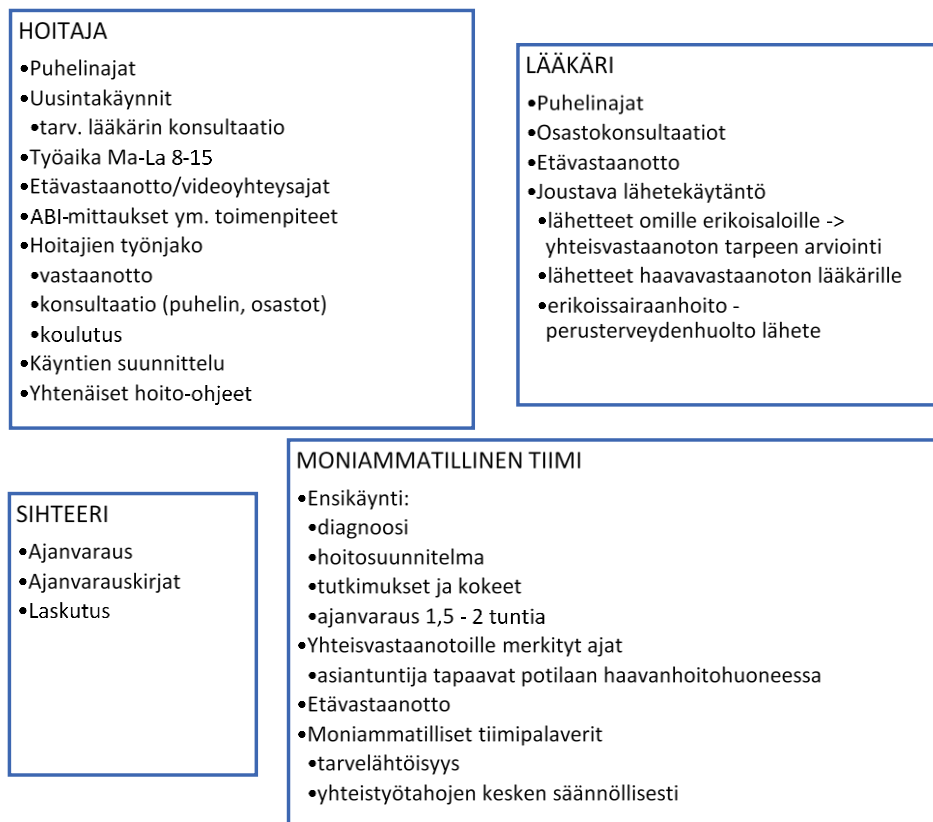 HOITAJA
•Puhelinajat
•Uusintakäynnit
•tarv. lääkärin konsultaatio
•Työaika Ma-La 8-15
•Etävastaanotto/videoyhteysajat
•ABI-mittaukset ym. toimenpiteet
•Hoitajien työnjako
•vastaanotto
•konsultaatio (puhelin, osastot)
•koulutus
•Käyntien suunnittelu
•Yhtenäiset hoito-ohjeet
LÄÄKÄRI
•Puhelinajat
•Osastokonsultaatiot
•Etävastaanotto
•Joustava lähetekäytäntö
•lähetteet omille erikoisaloille ->
yhteisvastaanoton tarpeen arviointi
•lähetteet haavavastaanoton lääkärille
•erikoissairaanhoito -
perusterveydenhuolto lähete
SIHTEERI
•Ajanvaraus
•Ajanvarauskirjat
•Laskutus
MONIAMMATILLINEN TIIMI
•Ensikäynti:
•diagnoosi
•hoitosuunnitelma
•tutkimukset ja kokeet
•ajanvaraus 1,5 - 2 tuntia
•Yhteisvastaanotoille merkityt ajat
•asiantuntija tapaavat potilaan haavanhoitohuoneessa
•Etävastaanotto
•Moniammatilliset tiimipalaverit
•tarvelähtöisyys
•yhteistyötahojen kesken säännöllisesti